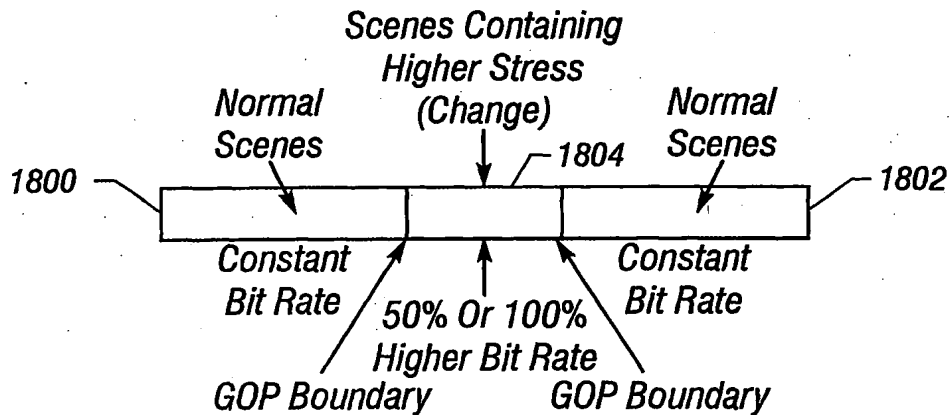 Scenes Containing
Higher Stress
(Change)
Normal
Scenes
Normal
Scenes
1804
1800
1802
Constant
Bit Rate
Constant
Bit Rate
50% Or 100%
Higher Bit Rate
GOP Boundary
GOP Boundary